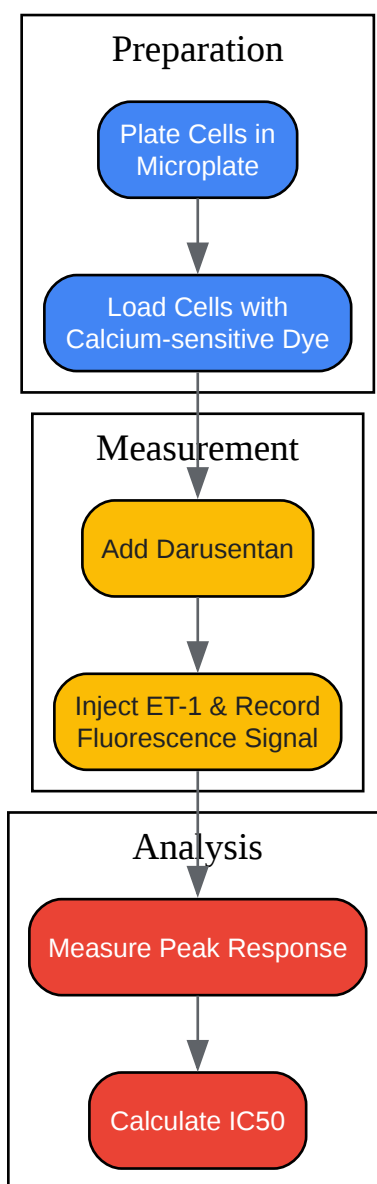 Preparation
Plate Cells in
Microplate
Load Cells with
Calcium-sensitive Dye
Measurement
Add Darusentan
Inject ET-1 & Record
Fluorescence Signal
Analysis
Measure Peak Response
Calculate IC50